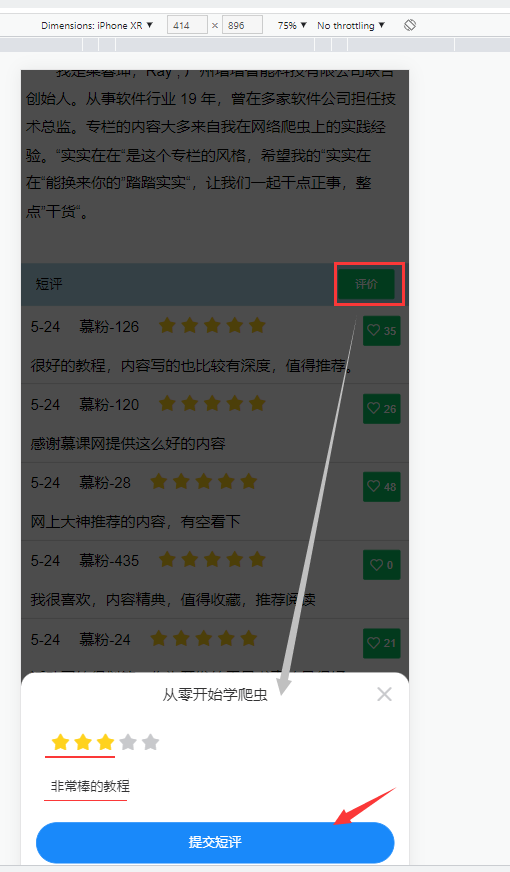 Dimensions: iPhone XR ▼ 414 × 896 75% ▼ No throttling ▼
我是梁睿坤，Ray，广州增增智能科技有限公司联合
创始人。从事软件行业 19 年，曾在多家软件公司担任技
术总监。专栏的内容大多来自我在网络爬虫上的实践经
验。“实实在在“是这个专栏的风格，希望我的”实实在
在“能换来你的”踏踏实实“，让我们一起干点正事，整
点”干货“。
短评 评价
5-24 慕粉-126 35
很好的教程，内容写的也比较有深度，值得推荐。
5-24 慕粉-120 26
感谢慕课网提供这么好的内容
5-24 慕粉-28 48
网上大神推荐的内容，有空看下
5-24 慕粉-435 0
我很喜欢，内容精典，值得收藏，推荐阅读
5-24 慕粉-24 21
从零开始学爬虫
非常棒的教程
提交短评